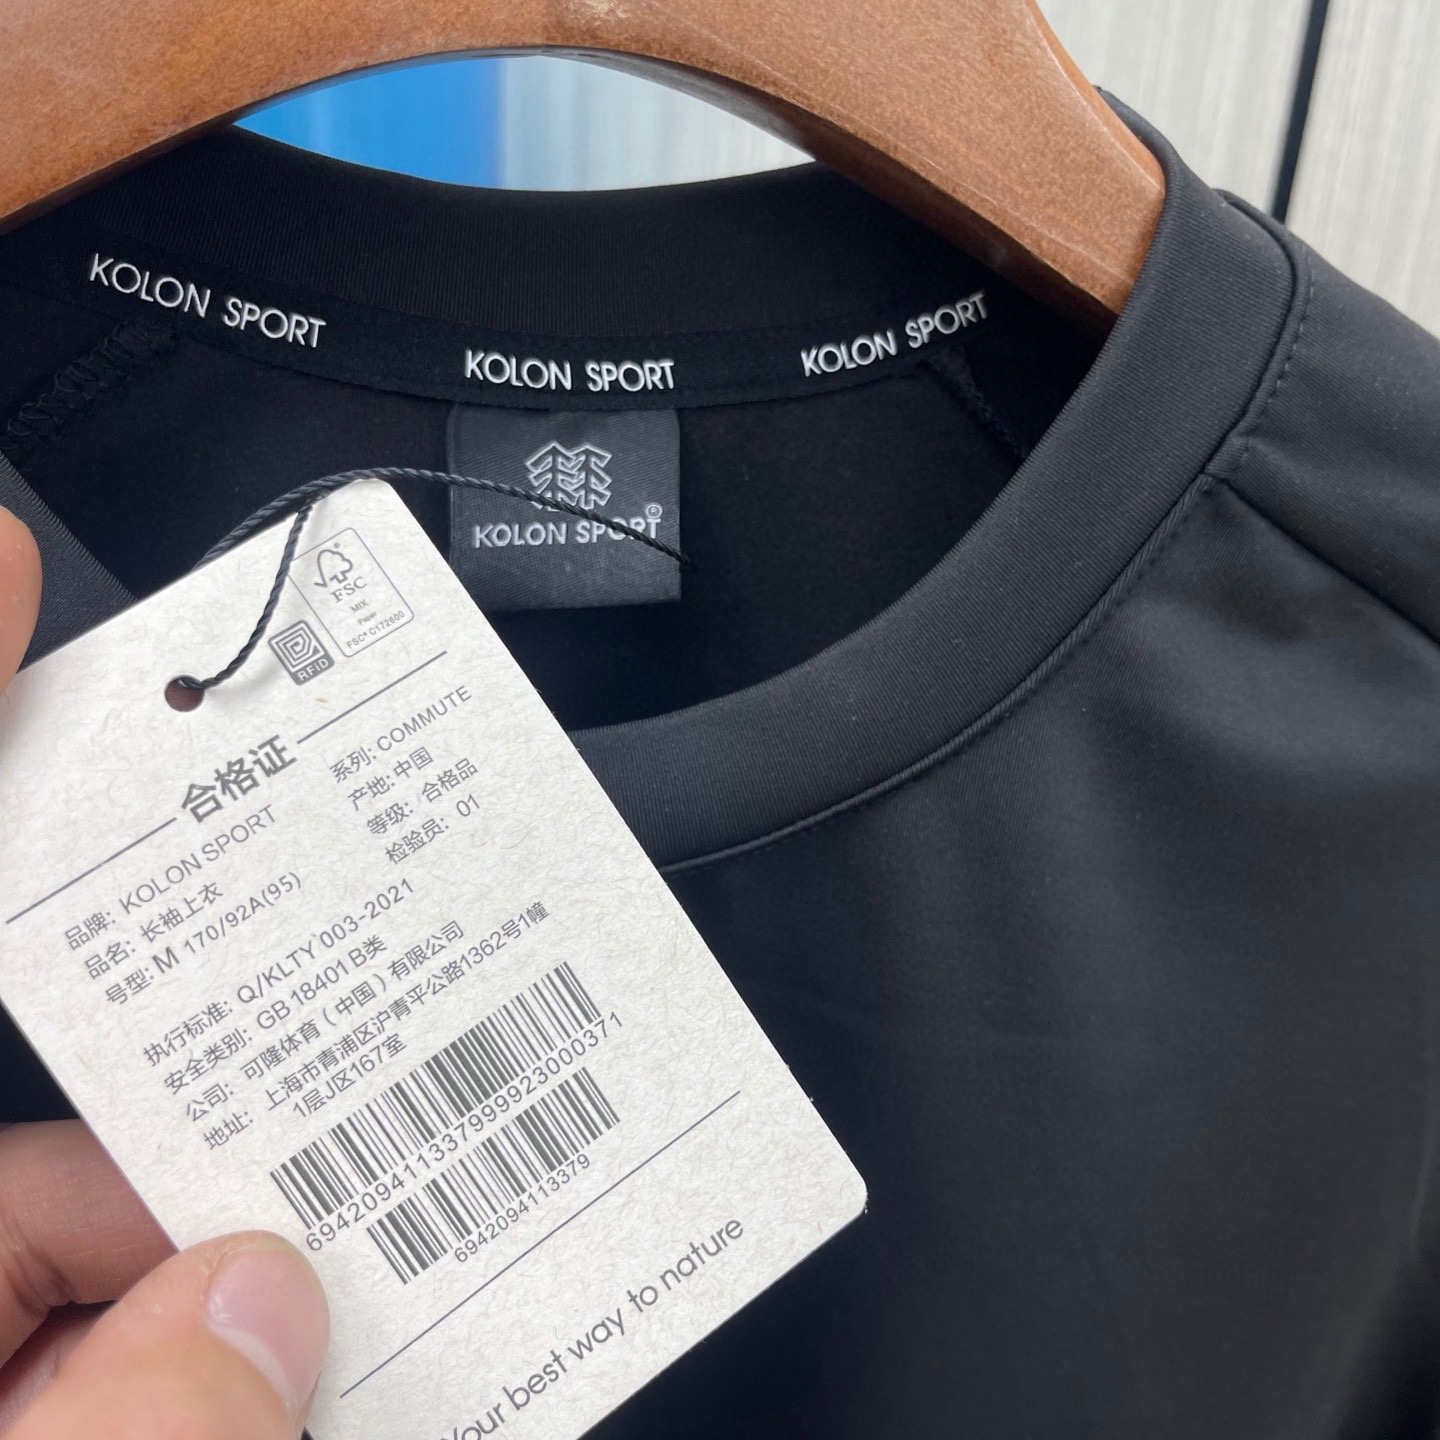 KOLON SPORT
KOLON SPORT
KOLON SPORT
KOLON SPORT
R
FSC
MIX
Paper
FSC® C172600
RFiD
合格证
品牌: KOLON SPORT
品名: 长袖上衣
号型: M 170/92A(95)
系列: COMMUTE
产地: 中国
等级: 合格品
检验员: 01
执行标准: Q/KLTY 003-2021
安全类别: GB 18401 B类
公司: 可隆体育（中国）有限公司
地址: 上海市青浦区沪青平公路1362号1幢
1层J区167室
694209411337999923000371
6942094113379
Your best way to nature